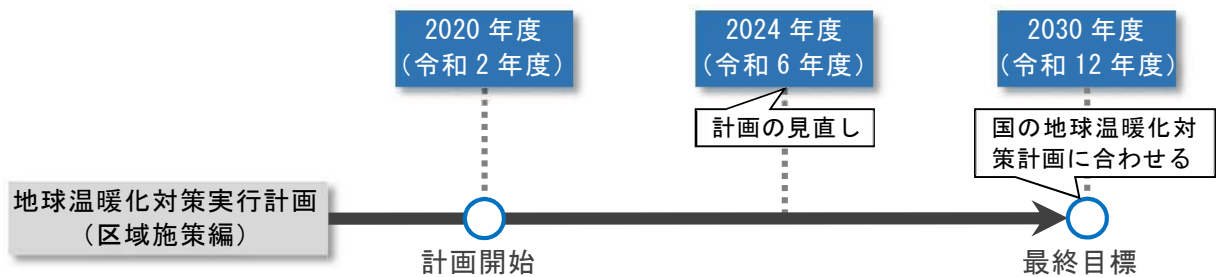 2020 年度
（令和 2 年度）
2024 年度
（令和 6 年度）
2030 年度
（令和 12 年度）
計画の見直し
国の地球温暖化対
策計画に合わせる
地球温暖化対策実行計画
（区域施策編）
計画開始
最終目標